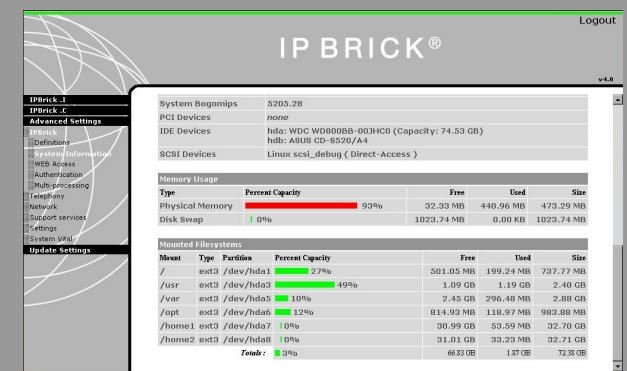 Logout
IP BRICK®
v4.0
IPBrick .I
IPBrick .C
Advanced Settings
IPBrick
Definitions
System Information
WEB Access
Authentication
Multi-processing
Telephony
Network
Support services
Settings
System Vital
Update Settings
System Bogomips 5205.28
PCI Devices none
IDE Devices hda: WDC WD800BB-00JHC0 (Capacity: 74.53 GB)
hdb: ASUS CD-S520/A4
SCSI Devices Linux scsi_debug ( Direct-Access )
Memory Usage
Type Percent Capacity Free Used Size
Physical Memory 93% 32.33 MB 440.96 MB 473.29 MB
Disk Swap 0% 1023.74 MB 0.00 KB 1023.74 MB
Mounted Filesystems
Mount Type Partition Percent Capacity Free Used Size
/ ext3 /dev/hda1 27% 501.05 MB 199.24 MB 737.77 MB
/usr ext3 /dev/hda3 49% 1.09 GB 1.19 GB 2.40 GB
/var ext3 /dev/hda5 10% 2.45 GB 296.48 MB 2.88 GB
/opt ext3 /dev/hda6 12% 814.93 MB 118.97 MB 983.88 MB
/home1 ext3 /dev/hda7 0% 30.99 GB 53.59 MB 32.70 GB
/home2 ext3 /dev/hda8 0% 31.01 GB 33.23 MB 32.71 GB
Totals : 3% 66.83 GB 1.87 GB 72.38 GB